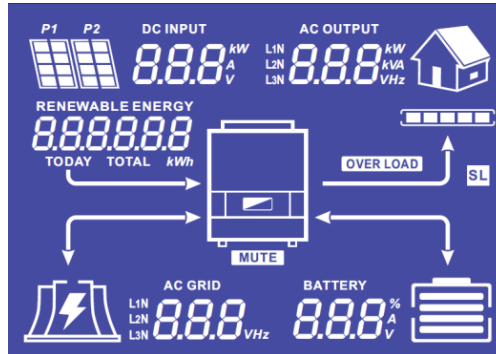 P1 P2 DC INPUT AC OUTPUT
8.8.8 kW A V
L1N L2N L3N 8.8.8 kW kVA VHz
RENEWABLE ENERGY
8.8.8.8.8.8
TODAY TOTAL kWh
OVER LOAD
SL
MUTE
AC GRID BATTERY
L1N L2N L3N 8.8.8 VHz
8.8.8 % A V